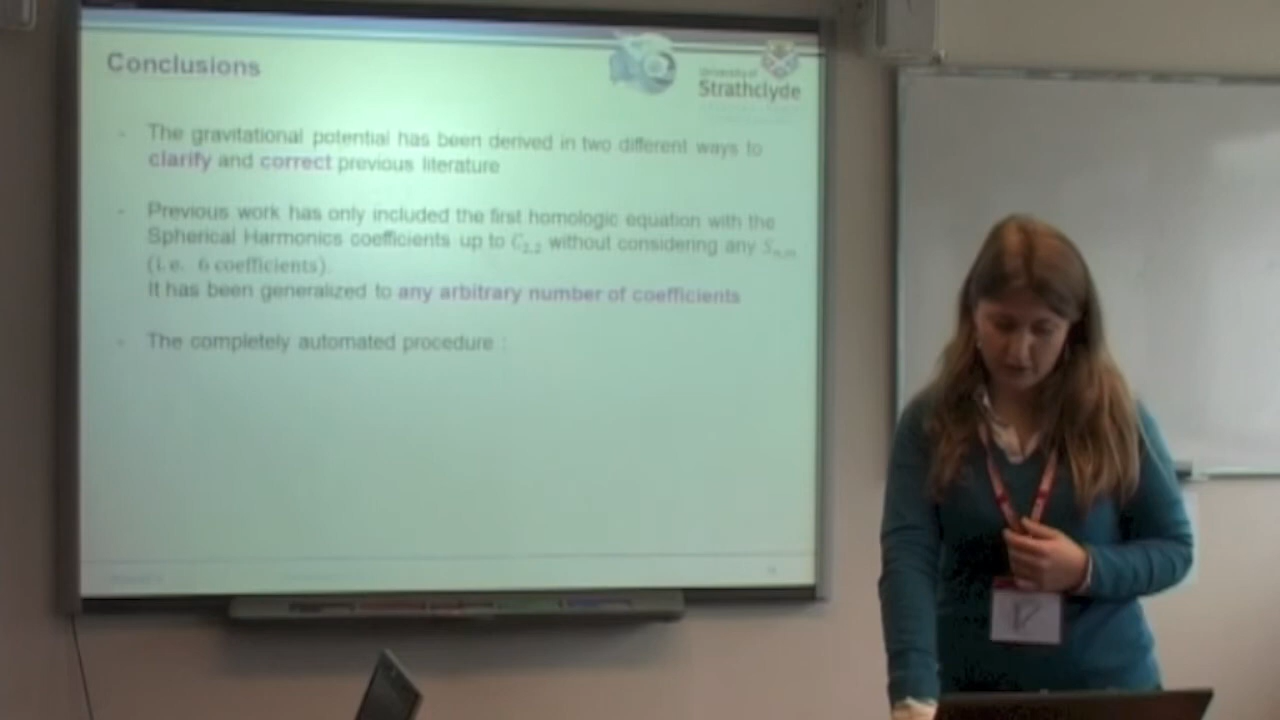 Conclusions
University of
Strathclyde
- The gravitational potential has been derived in two different ways to
clarify and correct previous literature
- Previous work has only included the first homologic equation with the
Spherical Harmonics coefficients up to C2,2 without considering any Sn,m
(i.e. 6 coefficients).
It has been generalized to any arbitrary number of coefficients
- The completely automated procedure :